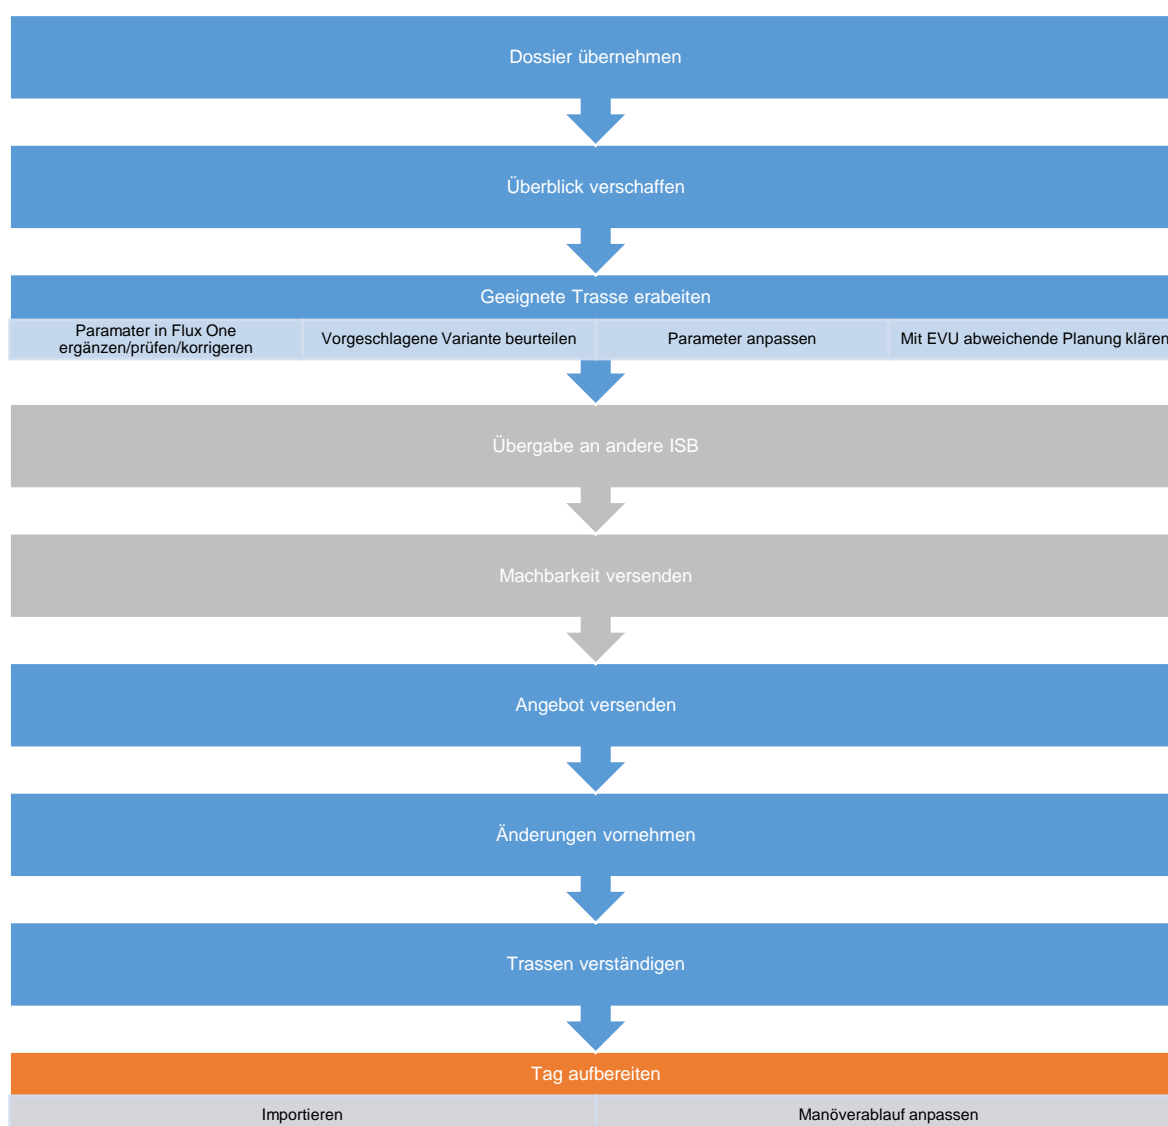 Dossier übernehmen
Überblick verschaffen
Geeignete Trasse erabeiten
Paramater in Flux One
ergänzen/prüfen/korrigeren
Vorgeschlagene Variante beurteilen
Parameter anpassen
Mit EVU abweichende Planung klären
Übergabe an andere ISB
Machbarkeit versenden
Angebot versenden
Änderungen vornehmen
Trassen verständigen
Tag aufbereiten
Importieren
Manöverablauf anpassen